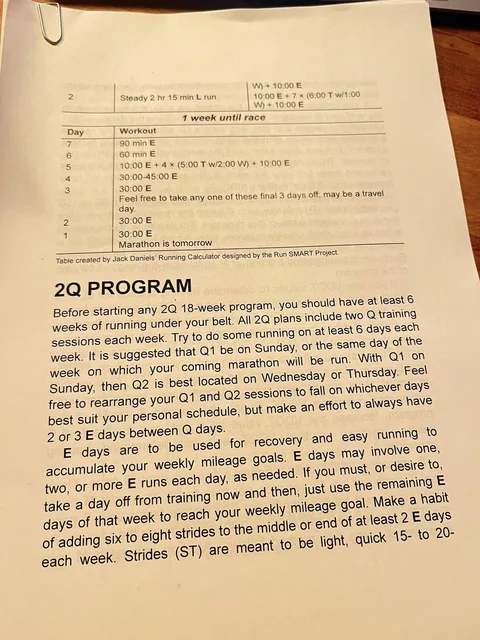 W) + 10:00 E
2 Steady 2 hr 15 min L run 10:00 E + 7 × (6:00 T w/1:00
W) + 10:00 E
1 week until race
Day Workout
7 90 min E
6 60 min E
5 10:00 E + 4 × (5:00 T w/2:00 W) + 10:00 E
4 30:00-45:00 E
3 30:00 E
Feel free to take any one of these final 3 days off; may be a travel
day.
2 30:00 E
1 30:00 E
Marathon is tomorrow
Table created by Jack Daniels' Running Calculator designed by the Run SMART Project.
2Q PROGRAM
Before starting any 2Q 18-week program, you should have at least 6
weeks of running under your belt. All 2Q plans include two Q training
sessions each week. Try to do some running on at least 6 days each
week. It is suggested that Q1 be on Sunday, or the same day of the
week on which your coming marathon will be run. With Q1 on
Sunday, then Q2 is best located on Wednesday or Thursday. Feel
free to rearrange your Q1 and Q2 sessions to fall on whichever days
best suit your personal schedule, but make an effort to always have
2 or 3 E days between Q days.
E days are to be used for recovery and easy running to
accumulate your weekly mileage goals. E days may involve one,
two, or more E runs each day, as needed. If you must, or desire to,
take a day off from training now and then, just use the remaining E
days of that week to reach your weekly mileage goal. Make a habit
of adding six to eight strides to the middle or end of at least 2 E days
each week. Strides (ST) are meant to be light, quick 15- to 20-